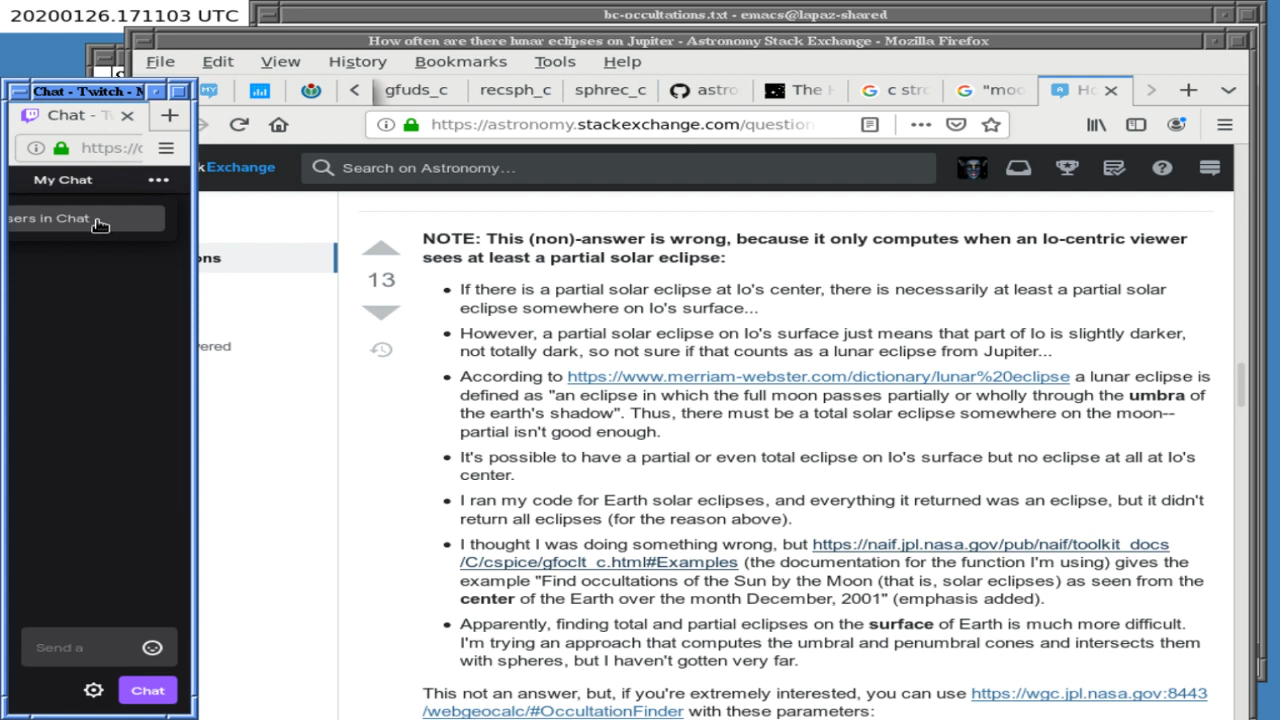 20200126.171103 UTC
bc-occultations.txt - emacs@lapaz-shared
How often are there lunar eclipses on Jupiter - Astronomy Stack Exchange - Mozilla Firefox
File Edit View History Bookmarks Tools Help
gfuds_c recsph_c sphrec_c astro The c stro "moo Ho
https://astronomy.stackexchange.com/question
Chat - Twitch - M
Chat - T
https://
My Chat
sers in Chat
Send a
Chat
kExchange
Search on Astronomy…
ons
ered
13
NOTE: This (non)-answer is wrong, because it only computes when an Io-centric viewer
sees at least a partial solar eclipse:
• If there is a partial solar eclipse at Io's center, there is necessarily at least a partial solar
eclipse somewhere on Io's surface...
• However, a partial solar eclipse on Io's surface just means that part of Io is slightly darker,
not totally dark, so not sure if that counts as a lunar eclipse from Jupiter...
• According to https://www.merriam-webster.com/dictionary/lunar%20eclipse a lunar eclipse is
defined as "an eclipse in which the full moon passes partially or wholly through the umbra of
the earth's shadow". Thus, there must be a total solar eclipse somewhere on the moon--
partial isn't good enough.
• It's possible to have a partial or even total eclipse on Io's surface but no eclipse at all at Io's
center.
• I ran my code for Earth solar eclipses, and everything it returned was an eclipse, but it didn't
return all eclipses (for the reason above).
• I thought I was doing something wrong, but https://naif.jpl.nasa.gov/pub/naif/toolkit_docs
/C/cspice/gfoclt_c.html#Examples (the documentation for the function I'm using) gives the
example "Find occultations of the Sun by the Moon (that is, solar eclipses) as seen from the
center of the Earth over the month December, 2001" (emphasis added).
• Apparently, finding total and partial eclipses on the surface of Earth is much more difficult.
I'm trying an approach that computes the umbral and penumbral cones and intersects them
with spheres, but I haven't gotten very far.
This not an answer, but, if you're extremely interested, you can use https://wgc.jpl.nasa.gov:8443
/webgeocalc/#OccultationFinder with these parameters: